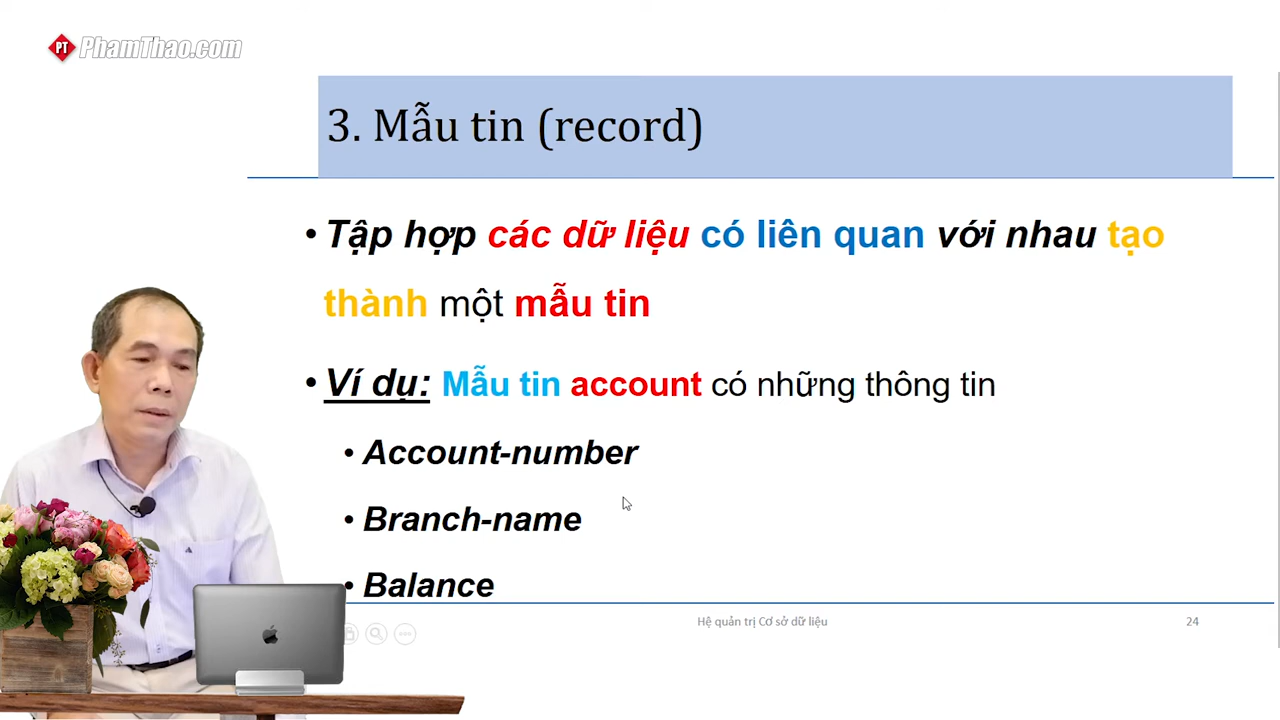 PT PhamThao.com
3. Mẫu tin (record)
• Tập hợp các dữ liệu có liên quan với nhau tạo
thành một mẫu tin
• Ví dụ: Mẫu tin account có những thông tin
• Account-number
• Branch-name
• Balance
Hệ quản trị Cơ sở dữ liệu
24